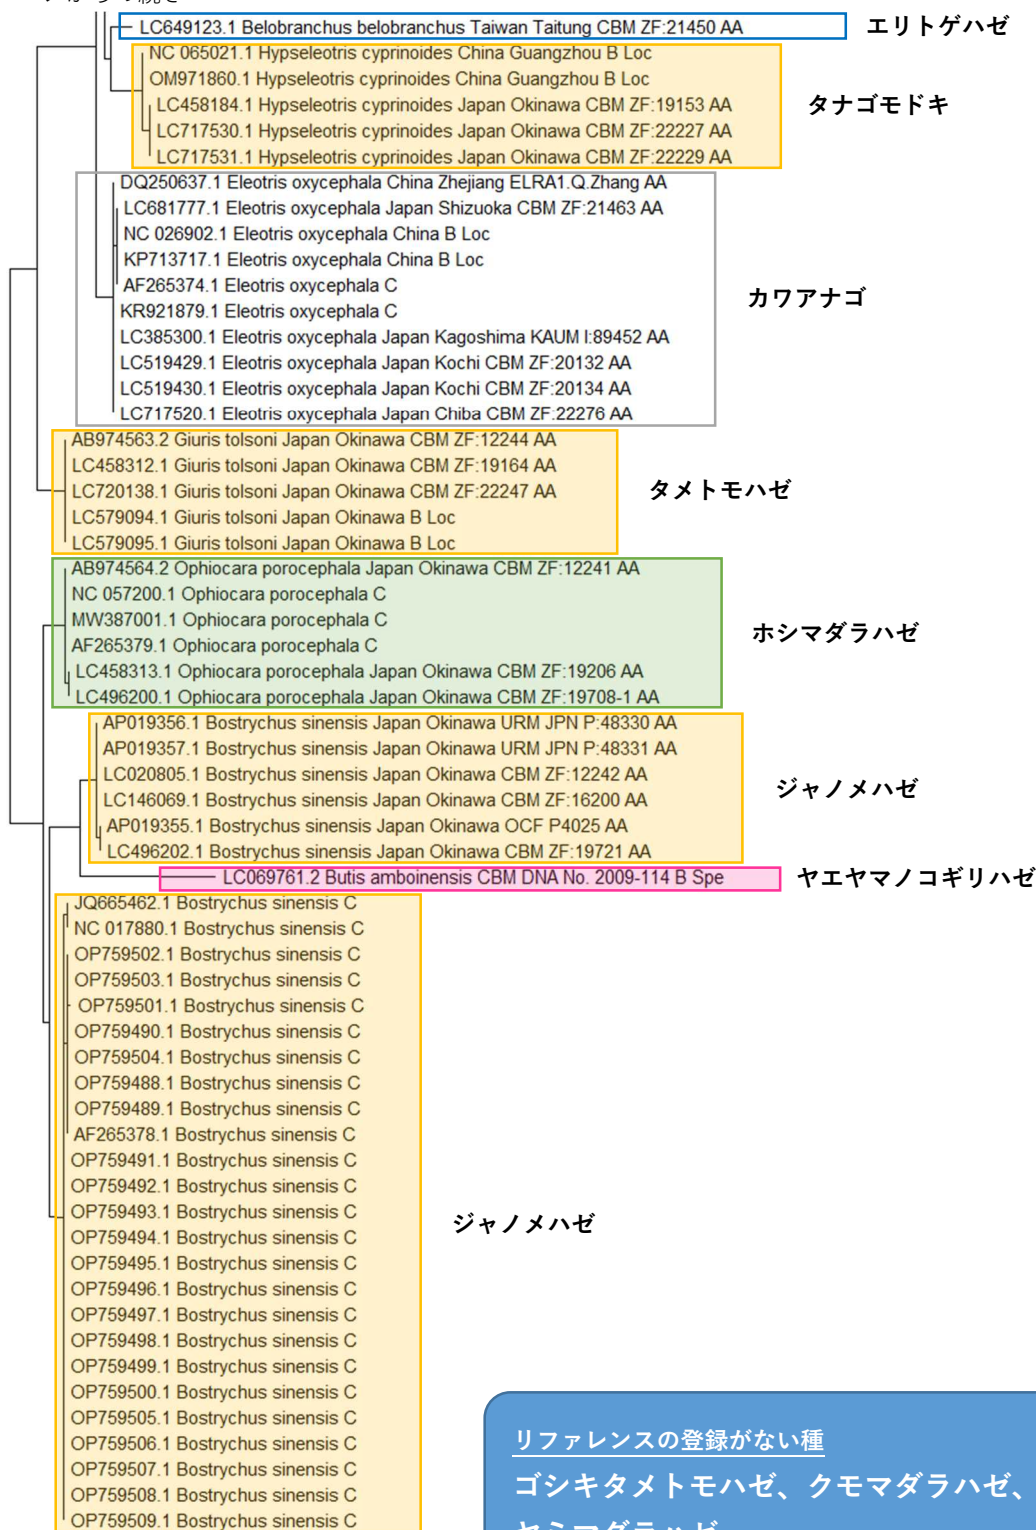 からの続き
LC649123.1 Belobranchus belobranchus Taiwan Taitung CBM ZF:21450 AA
エリトゲハゼ
NC 065021.1 Hypseleotris cyprinoides China Guangzhou B Loc
OM971860.1 Hypseleotris cyprinoides China Guangzhou B Loc
LC458184.1 Hypseleotris cyprinoides Japan Okinawa CBM ZF:19153 AA
タナゴモドキ
LC717530.1 Hypseleotris cyprinoides Japan Okinawa CBM ZF:22227 AA
LC717531.1 Hypseleotris cyprinoides Japan Okinawa CBM ZF:22229 AA
DQ250637.1 Eleotris oxycephala China Zhejiang ELRA1.Q.Zhang AA
LC681777.1 Eleotris oxycephala Japan Shizuoka CBM ZF:21463 AA
NC 026902.1 Eleotris oxycephala China B Loc
KP713717.1 Eleotris oxycephala China B Loc
AF265374.1 Eleotris oxycephala C
カワアナゴ
KR921879.1 Eleotris oxycephala C
LC385300.1 Eleotris oxycephala Japan Kagoshima KAUM I:89452 AA
LC519429.1 Eleotris oxycephala Japan Kochi CBM ZF:20132 AA
LC519430.1 Eleotris oxycephala Japan Kochi CBM ZF:20134 AA
LC717520.1 Eleotris oxycephala Japan Chiba CBM ZF:22276 AA
AB974563.2 Giuris tolsoni Japan Okinawa CBM ZF:12244 AA
LC458312.1 Giuris tolsoni Japan Okinawa CBM ZF:19164 AA
LC720138.1 Giuris tolsoni Japan Okinawa CBM ZF:22247 AA
タメトモハゼ
LC579094.1 Giuris tolsoni Japan Okinawa B Loc
LC579095.1 Giuris tolsoni Japan Okinawa B Loc
AB974564.2 Ophiocara porocephala Japan Okinawa CBM ZF:12241 AA
NC 057200.1 Ophiocara porocephala C
MW387001.1 Ophiocara porocephala C
ホシマダラハゼ
AF265379.1 Ophiocara porocephala C
LC458313.1 Ophiocara porocephala Japan Okinawa CBM ZF:19206 AA
LC496200.1 Ophiocara porocephala Japan Okinawa CBM ZF:19708-1 AA
AP019356.1 Bostrychus sinensis Japan Okinawa URM JPN P:48330 AA
AP019357.1 Bostrychus sinensis Japan Okinawa URM JPN P:48331 AA
LC020805.1 Bostrychus sinensis Japan Okinawa CBM ZF:12242 AA
ジャノメハゼ
LC146069.1 Bostrychus sinensis Japan Okinawa CBM ZF:16200 AA
AP019355.1 Bostrychus sinensis Japan Okinawa OCF P4025 AA
LC496202.1 Bostrychus sinensis Japan Okinawa CBM ZF:19721 AA
LC069761.2 Butis amboinensis CBM DNA No. 2009-114 B Spe
ヤエヤマノコギリハゼ
JQ665462.1 Bostrychus sinensis C
NC 017880.1 Bostrychus sinensis C
OP759502.1 Bostrychus sinensis C
OP759503.1 Bostrychus sinensis C
OP759501.1 Bostrychus sinensis C
OP759490.1 Bostrychus sinensis C
OP759504.1 Bostrychus sinensis C
OP759488.1 Bostrychus sinensis C
OP759489.1 Bostrychus sinensis C
AF265378.1 Bostrychus sinensis C
OP759491.1 Bostrychus sinensis C
OP759492.1 Bostrychus sinensis C
OP759493.1 Bostrychus sinensis C
ジャノメハゼ
OP759494.1 Bostrychus sinensis C
OP759495.1 Bostrychus sinensis C
OP759496.1 Bostrychus sinensis C
OP759497.1 Bostrychus sinensis C
OP759498.1 Bostrychus sinensis C
OP759499.1 Bostrychus sinensis C
OP759500.1 Bostrychus sinensis C
OP759505.1 Bostrychus sinensis C
OP759506.1 Bostrychus sinensis C
OP759507.1 Bostrychus sinensis C
OP759508.1 Bostrychus sinensis C
OP759509.1 Bostrychus sinensis C
リファレンスの登録がない種
ゴシキタメトモハゼ、クモマダラハゼ、